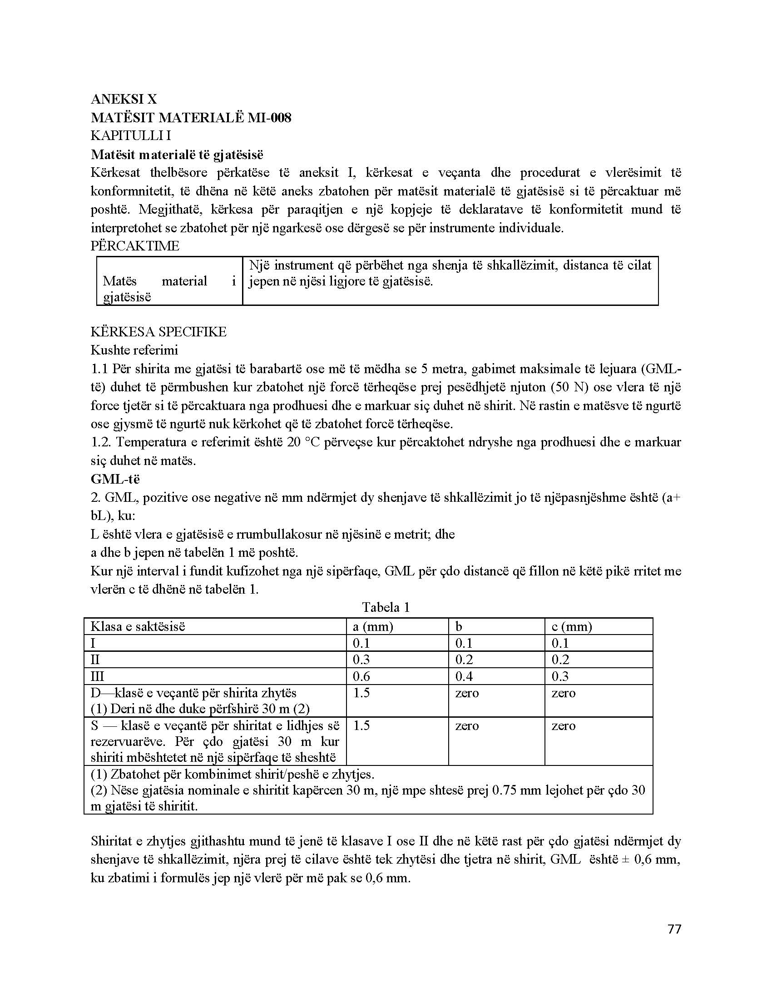 ANEKSI X
MATËSIT MATERIALË MI-008
KAPITULLI I
Matësit materialë të gjatësisë
Kërkesat thelbësore përkatëse të aneksit I, kërkesat e veçanta dhe procedurat e vlerësimit të
konformnitetit, të dhëna në këtë aneks zbatohen për matësit materialë të gjatësisë si të përcaktuar më
poshtë. Megjithatë, kërkesa për paraqitjen e një kopjeje të deklaratave të konformitetit mund të
interpretohet se zbatohet për një ngarkesë ose dërgesë se për instrumente individuale.
PËRCAKTIME
Matës material i
gjatësisë
Një instrument që përbëhet nga shenja të shkallëzimit, distanca të cilat
jepen në njësi ligjore të gjatësisë.
KËRKESA SPECIFIKE
Kushte referimi
1.1 Për shirita me gjatësi të barabartë ose më të mëdha se 5 metra, gabimet maksimale të lejuara (GML-
të) duhet të përmbushen kur zbatohet një forcë tërheqëse prej pesëdhjetë njuton (50 N) ose vlera të një
force tjetër si të përcaktuara nga prodhuesi dhe e markuar siç duhet në shirit. Në rastin e matësve të ngurtë
ose gjysmë të ngurtë nuk kërkohet që të zbatohet forcë tërheqëse.
1.2. Temperatura e referimit është 20 °C përveçse kur përcaktohet ndryshe nga prodhuesi dhe e markuar
siç duhet në matës.
GML-të
2. GML, pozitive ose negative në mm ndërmjet dy shenjave të shkallëzimit jo të njëpasnjëshme është (a+
bL), ku:
L është vlera e gjatësisë e rrumbullakosur në njësinë e metrit; dhe
a dhe b jepen në tabelën 1 më poshtë.
Kur një interval i fundit kufizohet nga një sipërfaqe, GML për çdo distancë që fillon në këtë pikë rritet me
vlerën c të dhënë në tabelën 1.
Tabela 1
Klasa e saktësisë a (mm) b c (mm)
I 0.1 0.1 0.1
II 0.3 0.2 0.2
III 0.6 0.4 0.3
D—klasë e veçantë për shirita zhytës 1.5 zero zero
(1) Deri në dhe duke përfshirë 30 m (2)
S — klasë e veçantë për shiritat e lidhjes së 1.5 zero zero
rezervuarëve. Për çdo gjatësi 30 m kur
shiriti mbështetet në një sipërfaqe të sheshtë
(1) Zbatohet për kombinimet shirit/peshë e zhytjes.
(2) Nëse gjatësia nominale e shiritit kapërcen 30 m, një mpe shtesë prej 0.75 mm lejohet për çdo 30
m gjatësi të shiritit.
Shiritat e zhytjes gjithashtu mund të jenë të klasave I ose II dhe në këtë rast për çdo gjatësi ndërmjet dy
shenjave të shkallëzimit, njëra prej të cilave është tek zhytësi dhe tjetra në shirit, GML është ± 0,6 mm,
ku zbatimi i formulës jep një vlerë për më pak se 0,6 mm.
77